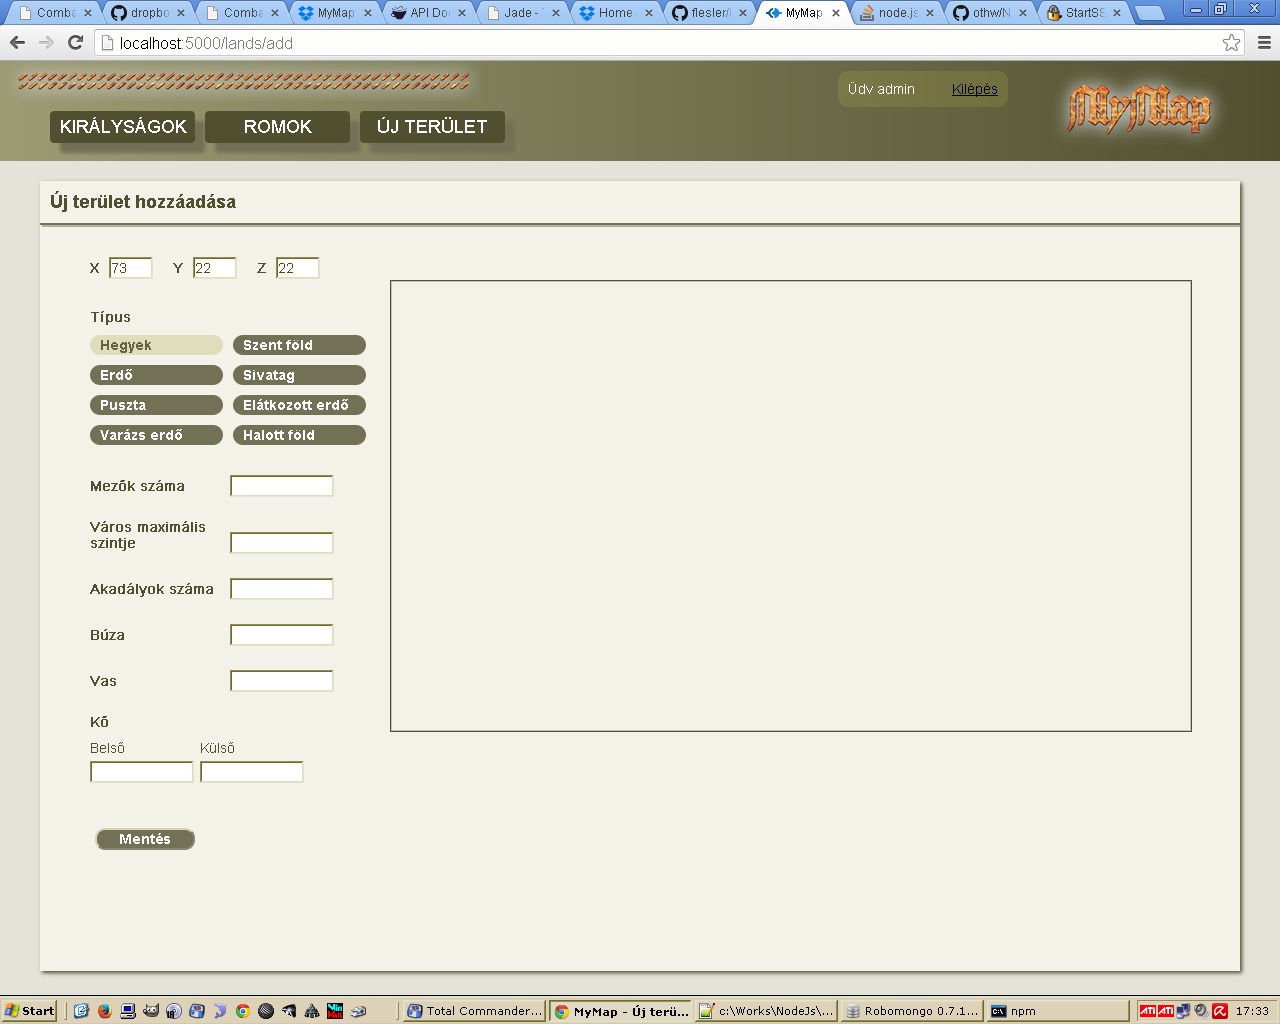 Comba
dropbo
Comba
MyMap
API Do
Jade -
Home
flesler/
MyMap
node.js
othw/N
StartSS
localhost:5000/lands/add
Üdv admin
Kilépés
MyMap
KIRÁLYSÁGOK
ROMOK
ÚJ TERÜLET
Új terület hozzáadása
X 73 Y 22 Z 22
Típus
Hegyek Szent föld
Erdő Sivatag
Puszta Elátkozott erdő
Varázs erdő Halott föld
Mezők száma
Város maximális
szintje
Akadályok száma
Búza
Vas
Kő
Belső Külső
Mentés
Start
Total Commander...
MyMap - Új terü...
c:\Works\NodeJs\...
Robomongo 0.7.1...
npm
ATI ATI
17:33